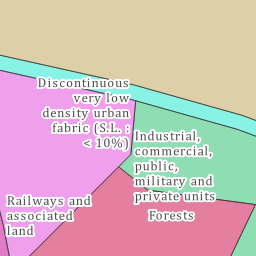 Discontinuous
very low
density urban
fabric (S.L. :
< 10%)
Industrial,
commercial,
public,
military and
private units
Railways and
associated
land
Forests